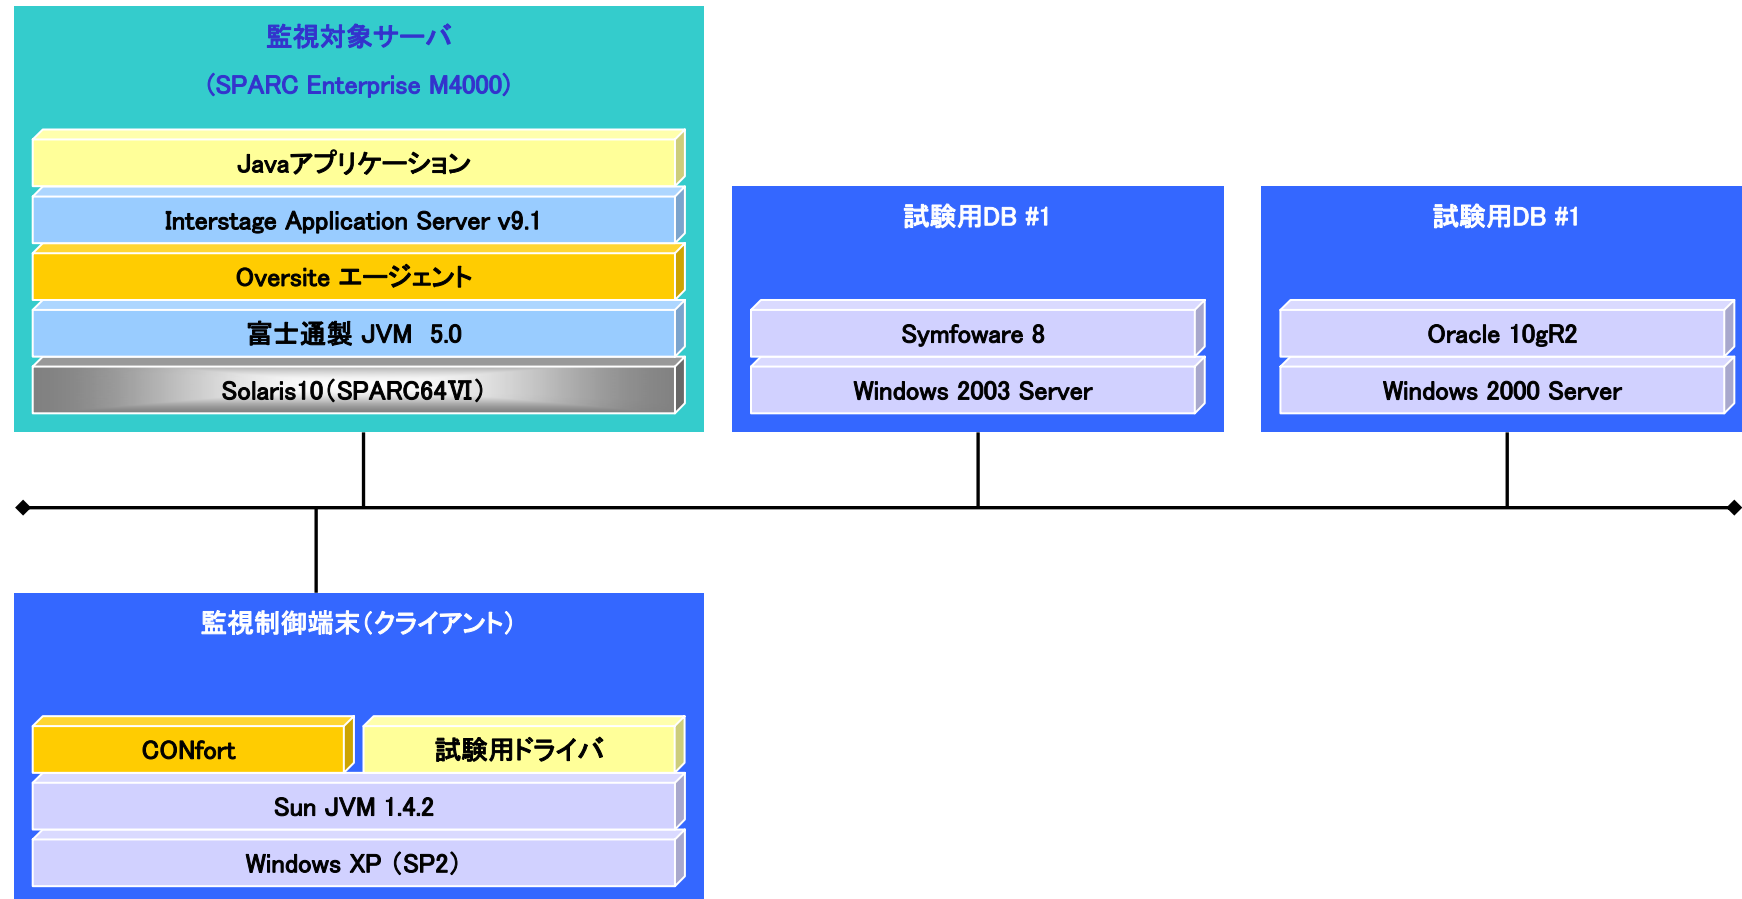 監視対象サーバ
（SPARC Enterprise M4000）
Javaアプリケーション
Interstage Application Server v9.1
Oversite エージェント
富士通製 JVM　5.0
Solaris10（SPARC64Ⅵ）
試験用DB #1
Symfoware 8
Windows 2003 Server
試験用DB #1
Oracle 10gR2
Windows 2000 Server
監視制御端末（クライアント）
CONfort
試験用ドライバ
Sun JVM 1.4.2
Windows XP （SP2）